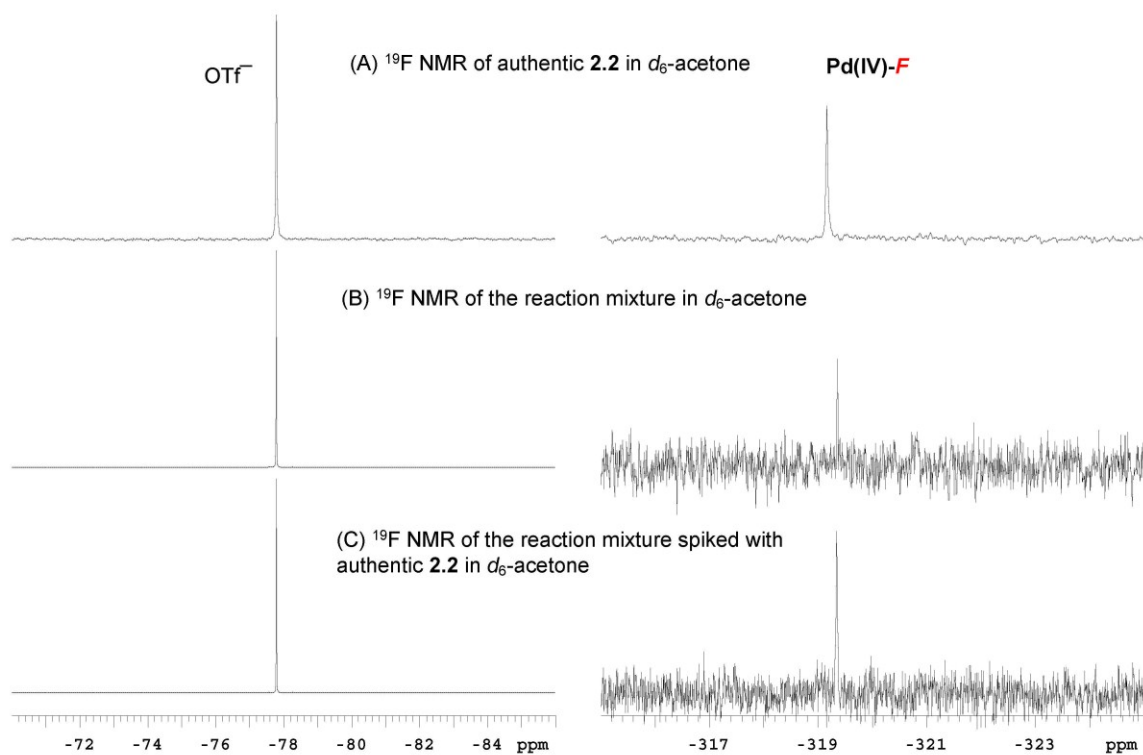 (A) ¹⁹F NMR of authentic 2.2 in d₆-acetone
OTf⁻
Pd(IV)-F
(B) ¹⁹F NMR of the reaction mixture in d₆-acetone
(C) ¹⁹F NMR of the reaction mixture spiked with
authentic 2.2 in d₆-acetone
-72 -74 -76 -78 -80 -82 -84 ppm
-317 -319 -321 -323 ppm